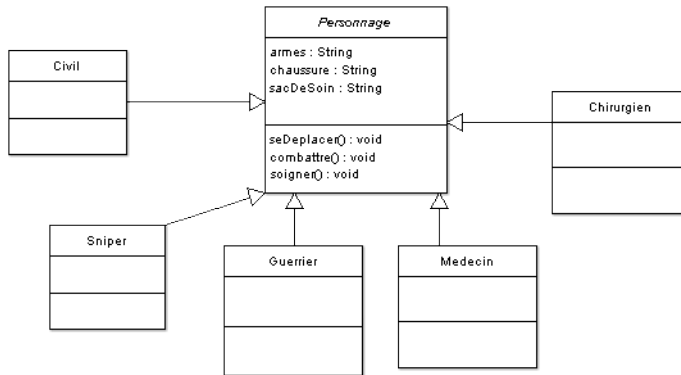 Personnage
armes : String
chaussure : String
sacDeSoin : String
seDeplacer() : void
combattre() : void
soigner() : void
Civil
Chirurgien
Sniper
Guerrier
Medecin